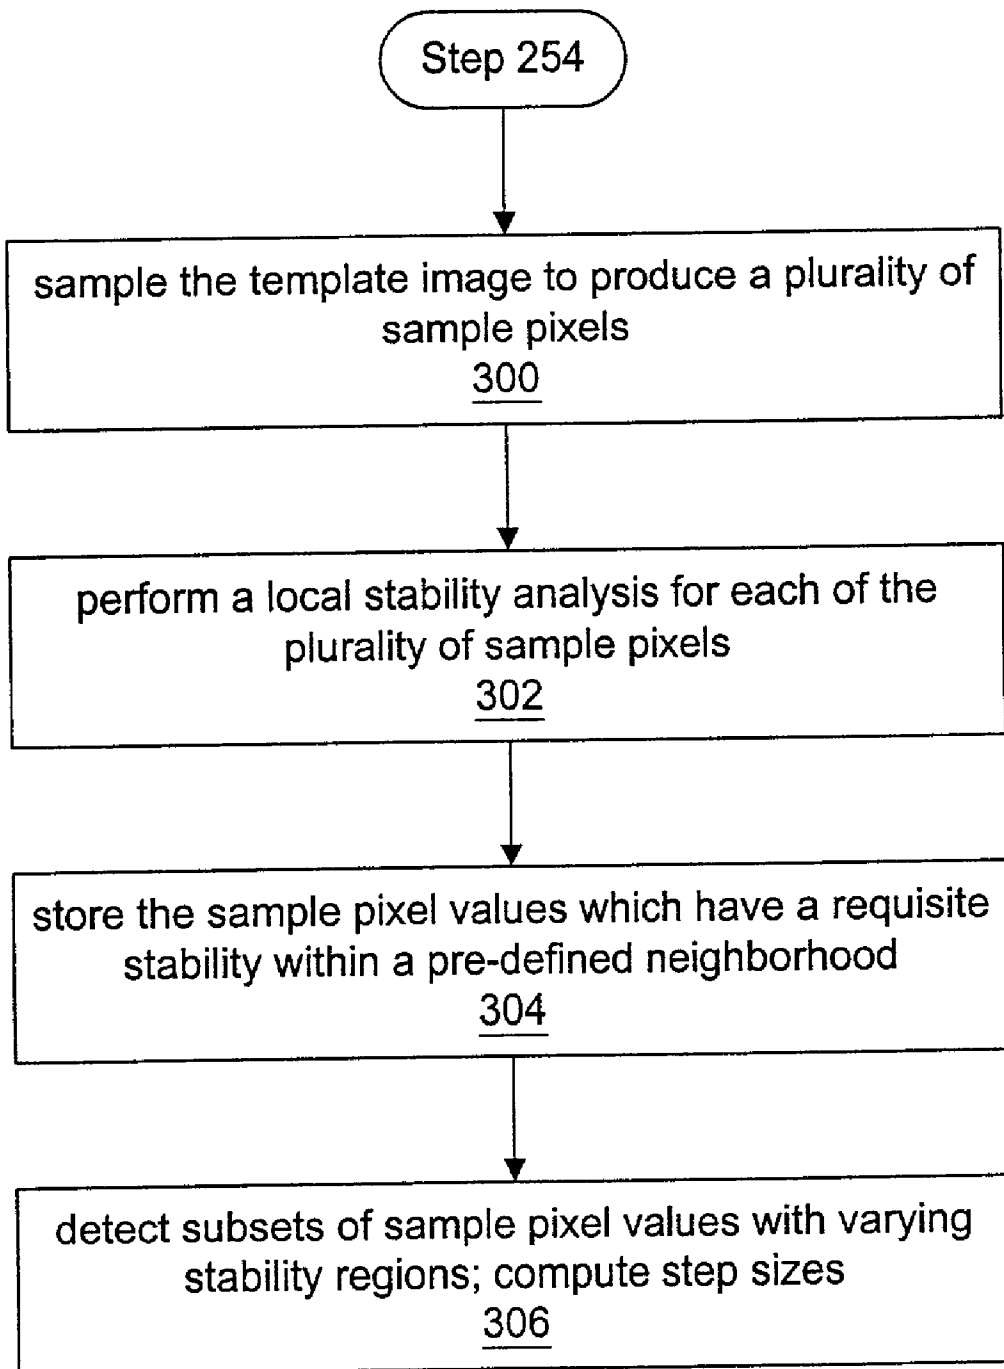 Step 254
sample the template image to produce a plurality of
sample pixels
300
perform a local stability analysis for each of the
plurality of sample pixels
302
store the sample pixel values which have a requisite
stability within a pre-defined neighborhood
304
detect subsets of sample pixel values with varying
stability regions; compute step sizes
306